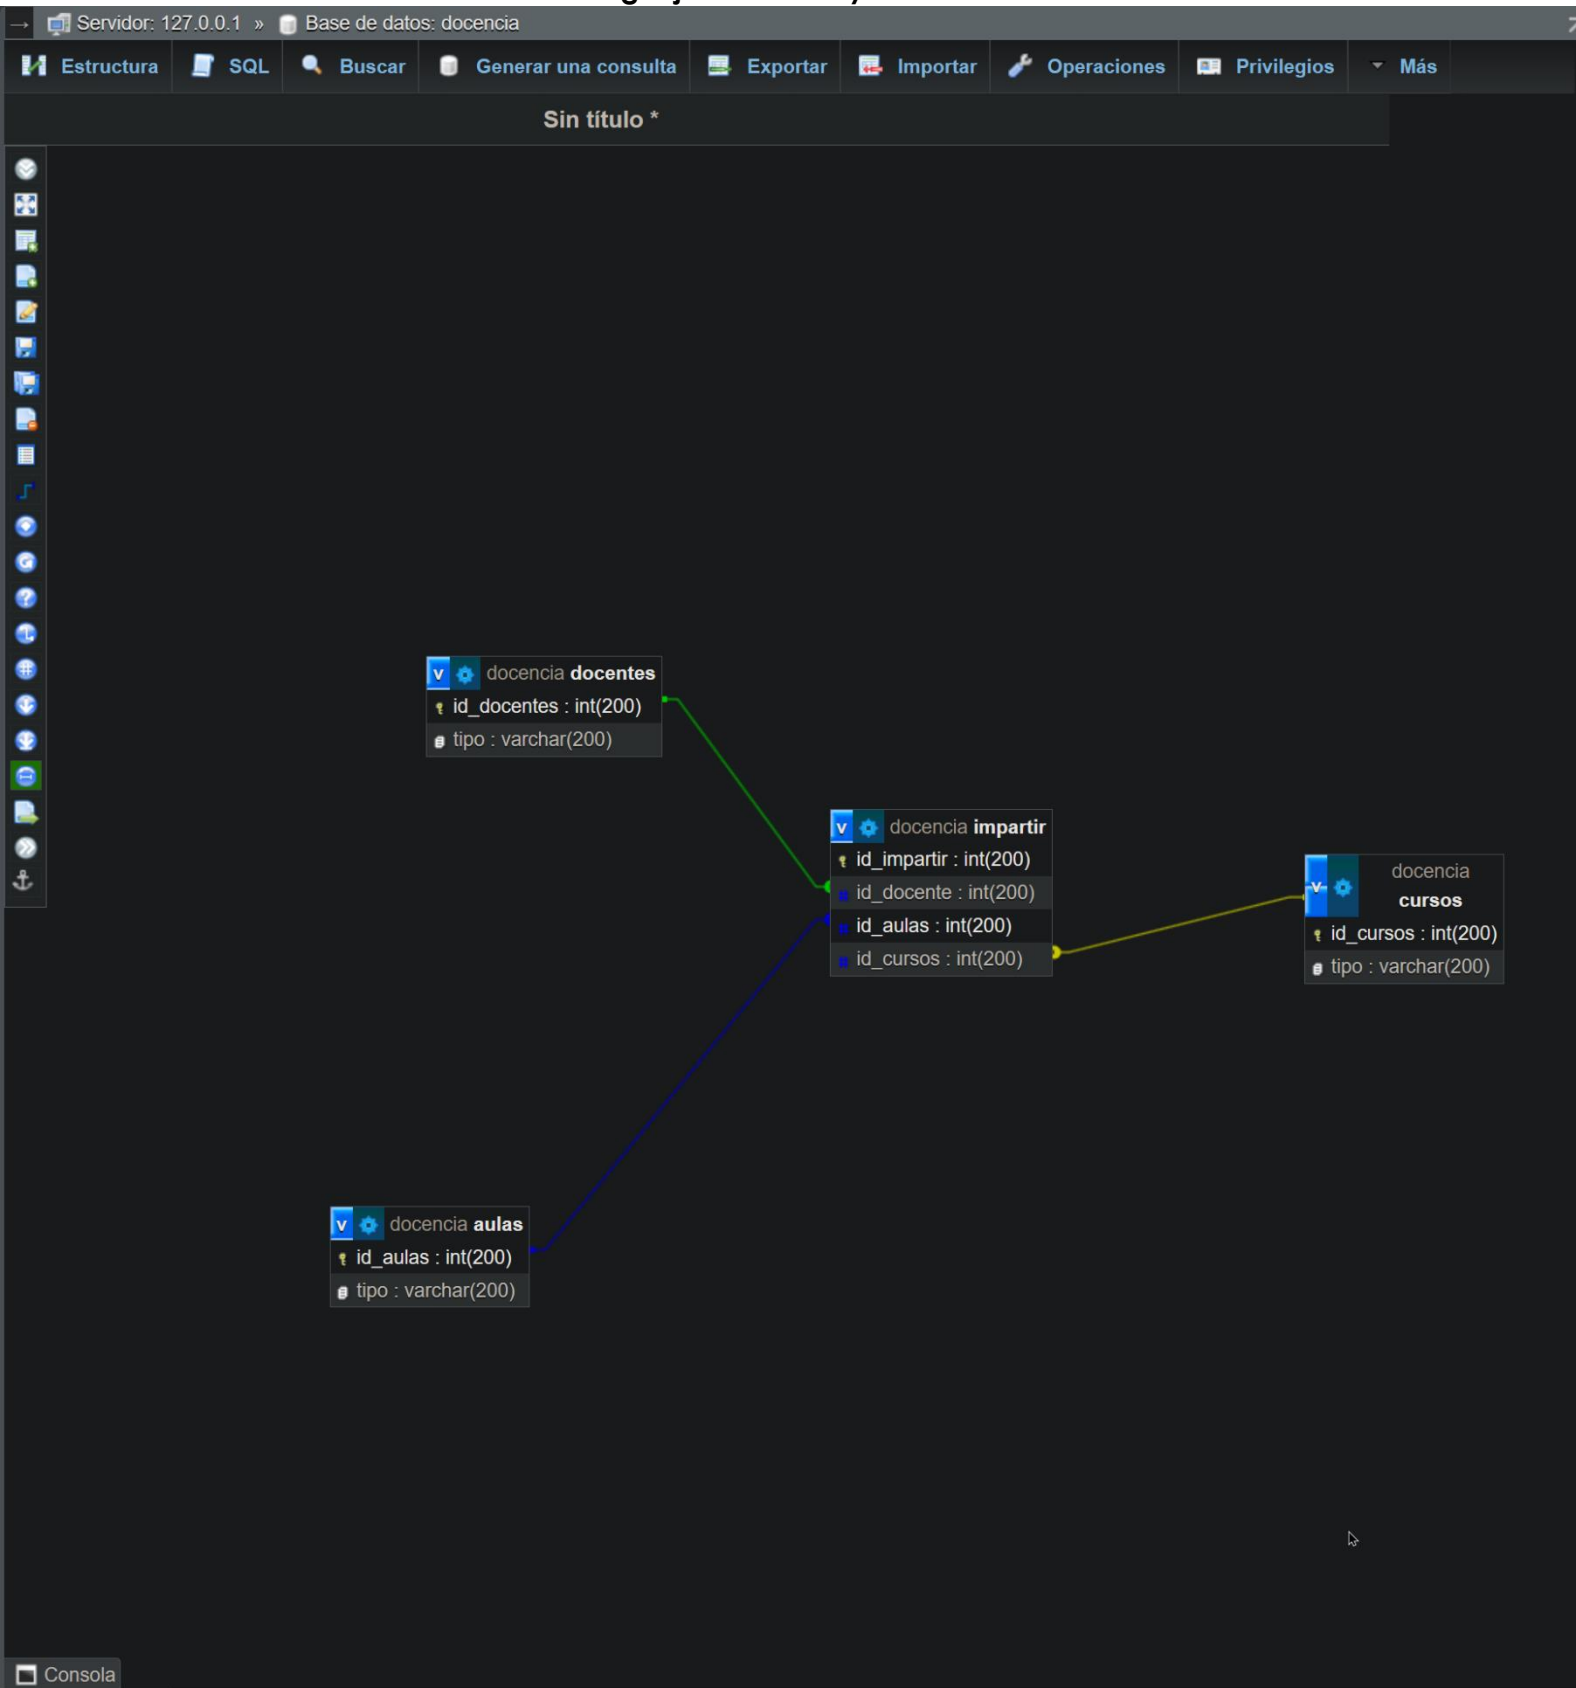 Servidor: 127.0.0.1 » Base de datos: docencia
Estructura SQL Buscar Generar una consulta Exportar Importar Operaciones Privilegios Más
Sin título *
docencia docentes
id_docentes : int(200)
tipo : varchar(200)
docencia impartir
id_impartir : int(200)
id_docente : int(200)
id_aulas : int(200)
id_cursos : int(200)
docencia
cursos
id_cursos : int(200)
tipo : varchar(200)
docencia aulas
id_aulas : int(200)
tipo : varchar(200)
Consola